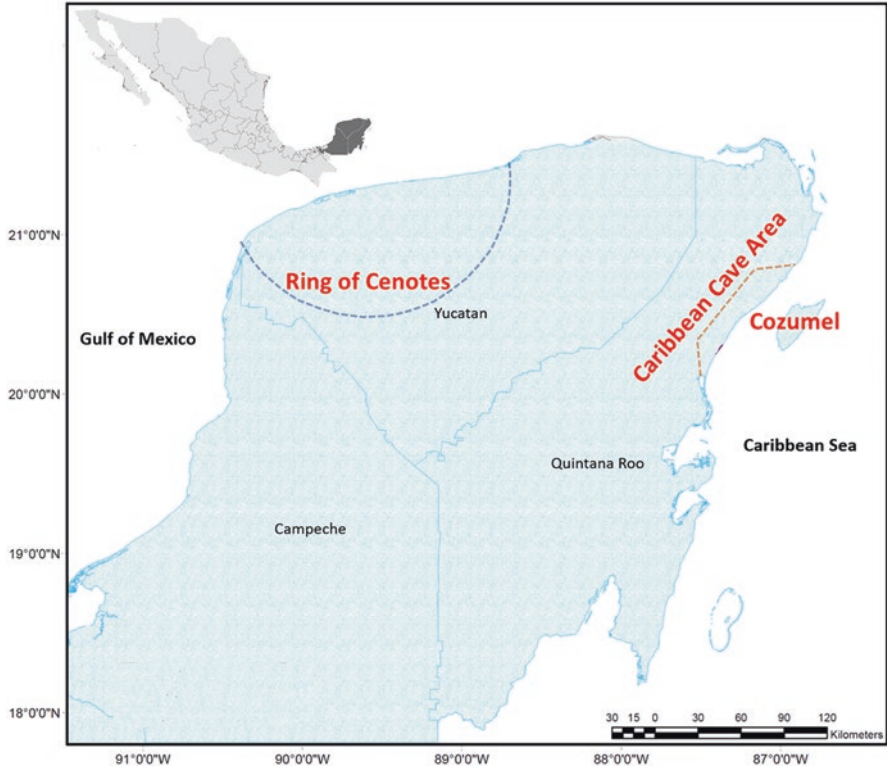 21°0'0"N
20°0'0"N
19°0'0"N
18°0'0"N
Ring of Cenotes
Yucatan
Caribbean Cave Area
Cozumel
Gulf of Mexico
Caribbean Sea
Quintana Roo
Campeche
30 15 0 30 60 90 120
Kilometers
91°0'0"W 90°0'0"W 89°0'0"W 88°0'0"W 87°0'0"W